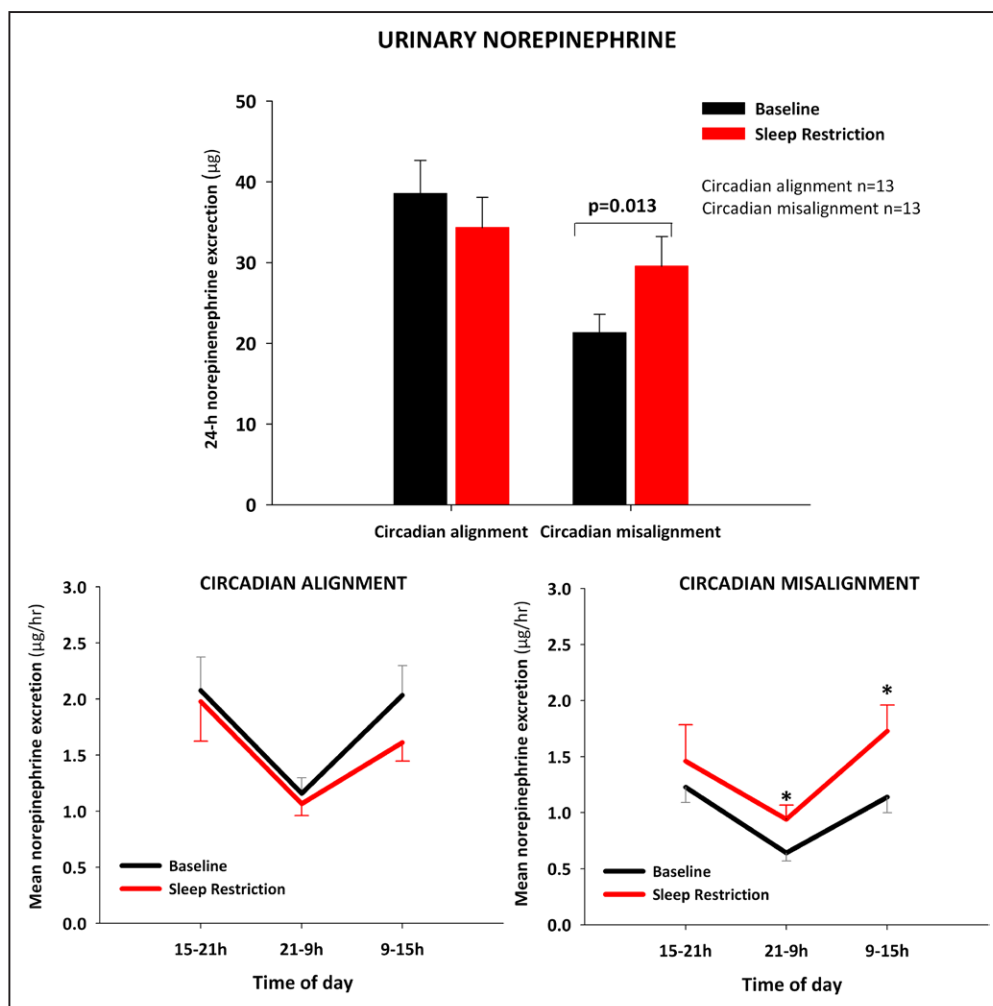 URINARY NOREPINEPHRINE
24-h norepinenephrine excretion (µg)
50
40
30
20
10
0
Baseline
Sleep Restriction
Circadian alignment n=13
Circadian misalignment n=13
p=0.013
Circadian alignment
Circadian misalignment
CIRCADIAN ALIGNMENT
Mean norepinephrine excretion (µg/hr)
3.0
2.5
2.0
1.5
1.0
0.5
0.0
Baseline
Sleep Restriction
15-21h
21-9h
9-15h
Time of day
CIRCADIAN MISALIGNMENT
Mean norepinephrine excretion (µg/hr)
3.0
2.5
2.0
1.5
1.0
0.5
0.0
*
*
Baseline
Sleep Restriction
15-21h
21-9h
9-15h
Time of day